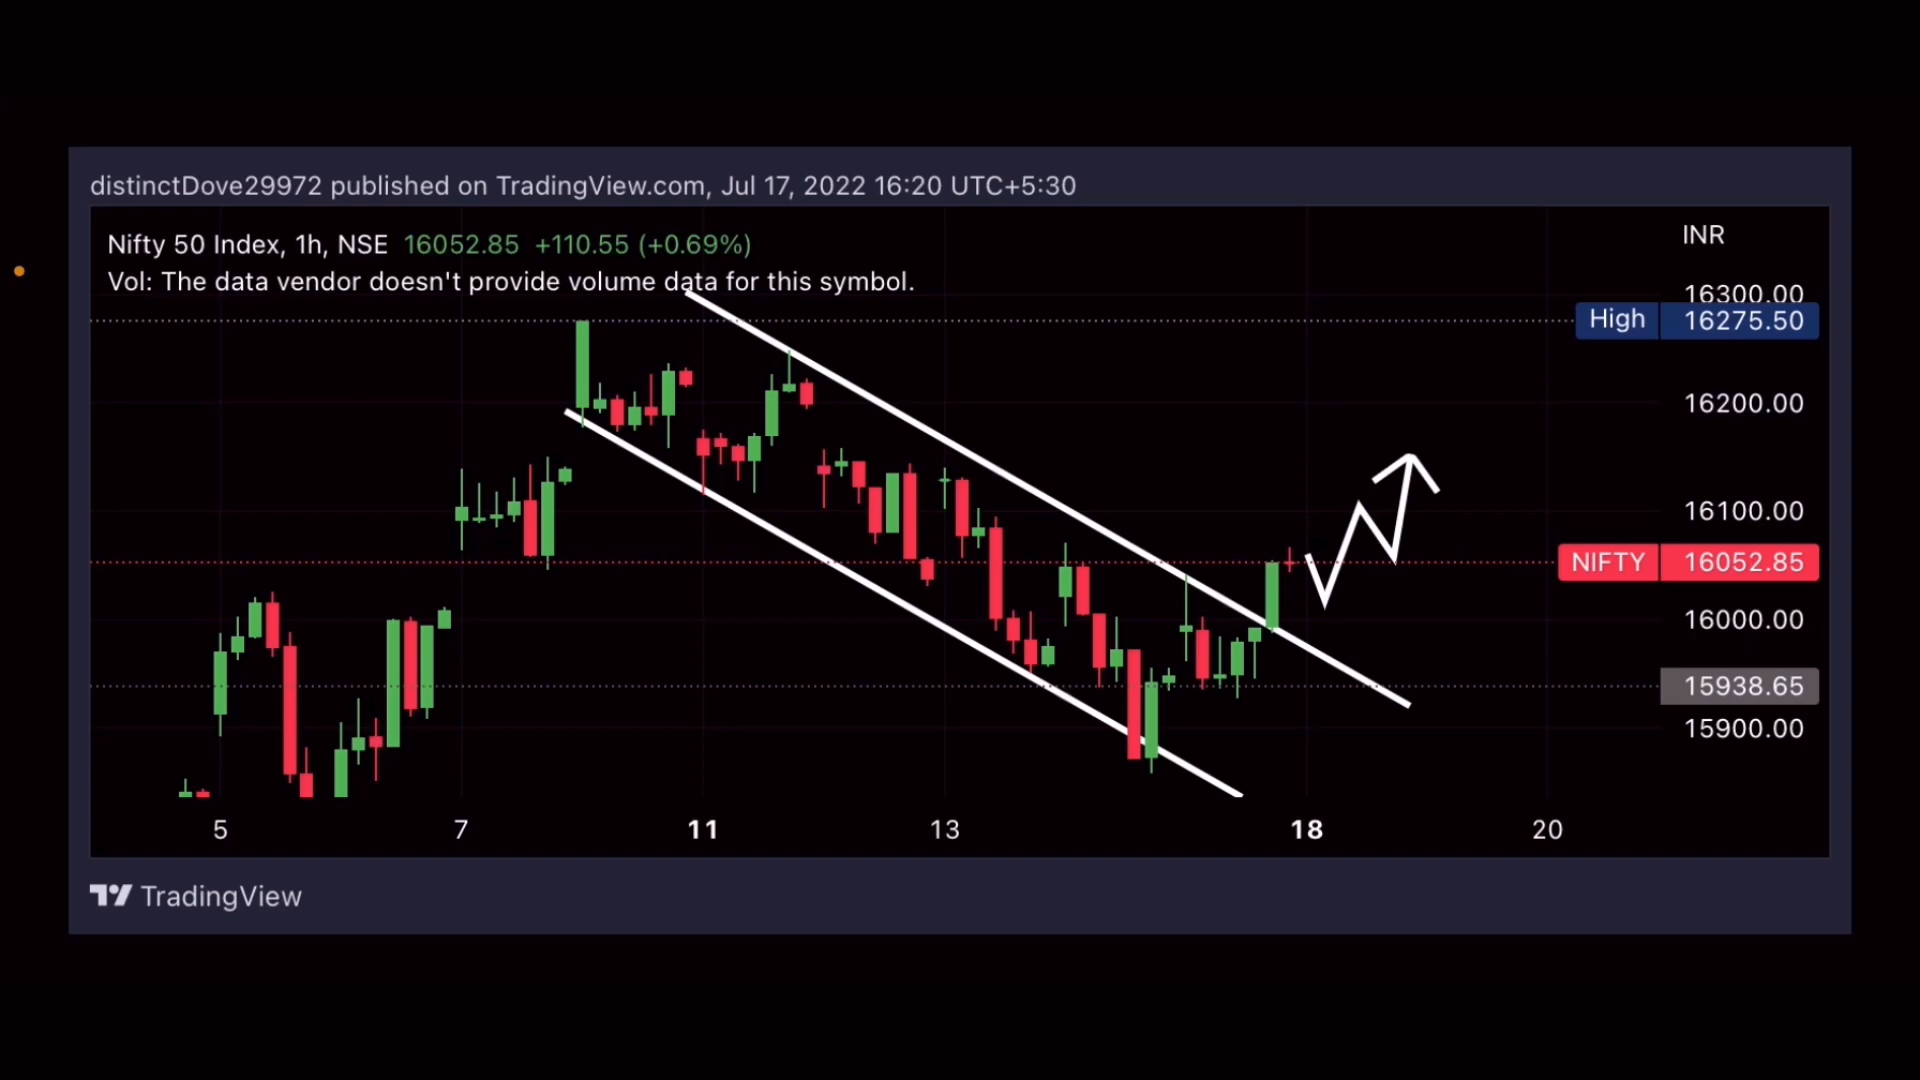 distinctDove29972 published on TradingView.com, Jul 17, 2022 16:20 UTC+5:30
Nifty 50 Index, 1h, NSE 16052.85 +110.55 (+0.69%)
Vol: The data vendor doesn't provide volume data for this symbol.
INR
16300.00
High 16275.50
16200.00
16100.00
NIFTY 16052.85
16000.00
15938.65
15900.00
5 7 11 13 18 20
TradingView